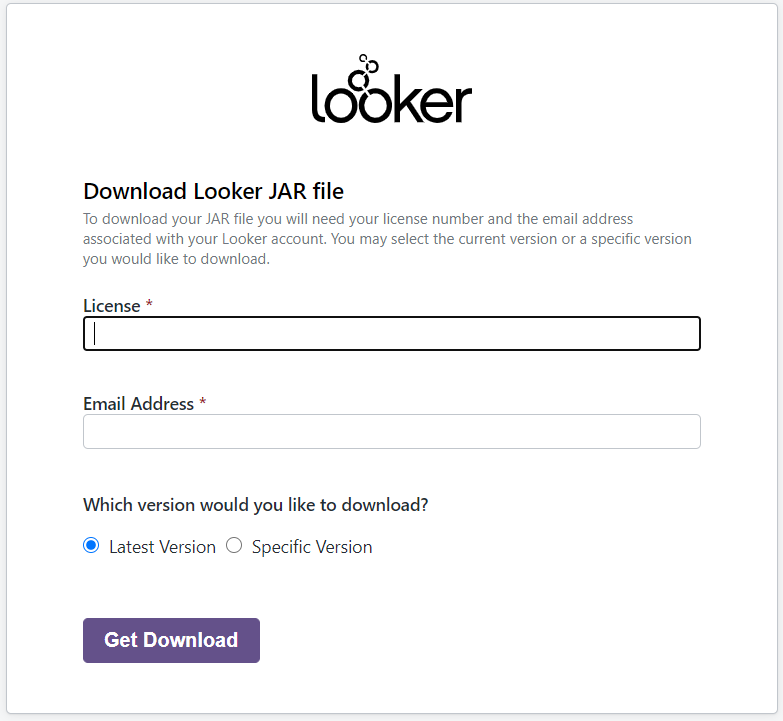 looker
Download Looker JAR file
To download your JAR file you will need your license number and the email address
associated with your Looker account. You may select the current version or a specific version
you would like to download.
License *
Email Address *
Which version would you like to download?
Latest Version Specific Version
Get Download